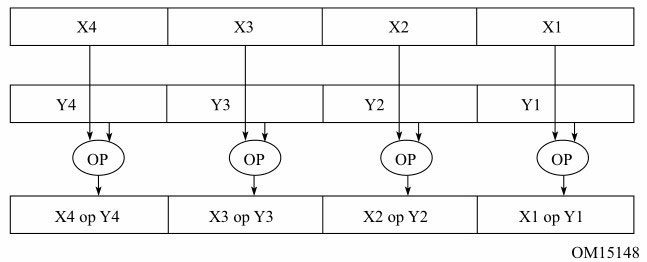 X4 X3 X2 X1
Y4 Y3 Y2 Y1
OP OP OP OP
X4 op Y4 X3 op Y3 X2 op Y2 X1 op Y1
OM15148